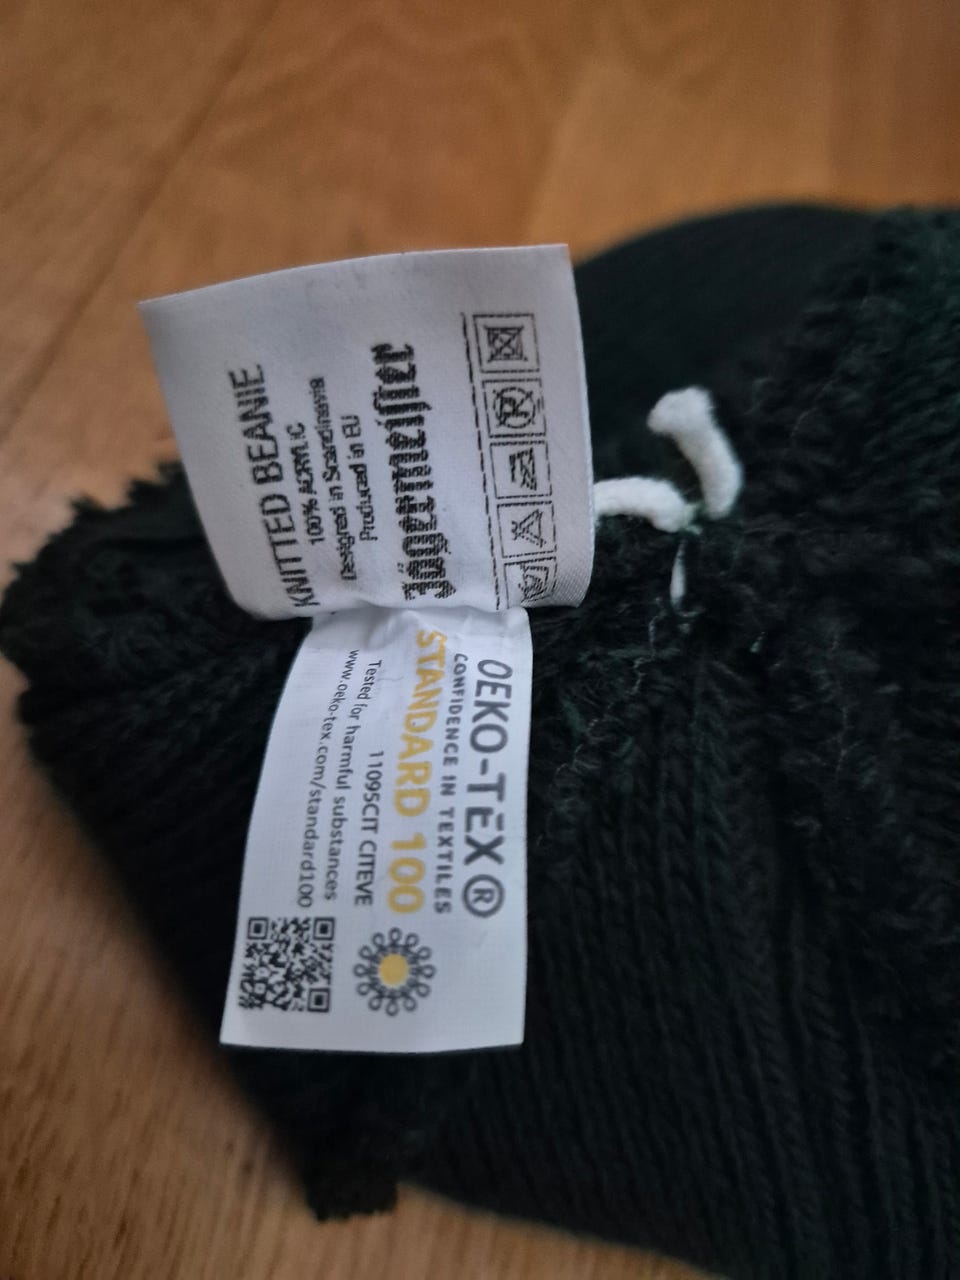 KNITTED BEANIE
100% ACRYLIC
Designed in Scandinavia
Produced in EU
OEKO-TEX®
CONFIDENCE IN TEXTILES
STANDARD 100
11095CIT CITEVE
Tested for harmful substances
www.oeko-tex.com/standard100